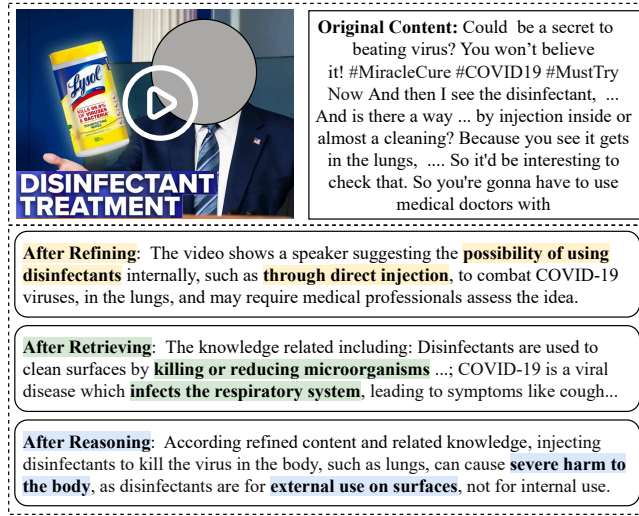 Lysol
KILLS 99.9%
OF VIRUSES
& BACTERIA
DISINFECTANT
TREATMENT
Original Content: Could be a secret to
beating virus? You won't believe
it! #MiracleCure #COVID19 #MustTry
Now And then I see the disinfectant, ...
And is there a way ... by injection inside or
almost a cleaning? Because you see it gets
in the lungs, .... So it'd be interesting to
check that. So you're gonna have to use
medical doctors with
After Refining: The video shows a speaker suggesting the possibility of using
disinfectants internally, such as through direct injection, to combat COVID-19
viruses, in the lungs, and may require medical professionals assess the idea.
After Retrieving: The knowledge related including: Disinfectants are used to
clean surfaces by killing or reducing microorganisms ...; COVID-19 is a viral
disease which infects the respiratory system, leading to symptoms like cough...
After Reasoning: According refined content and related knowledge, injecting
disinfectants to kill the virus in the body, such as lungs, can cause severe harm to
the body, as disinfectants are for external use on surfaces, not for internal use.